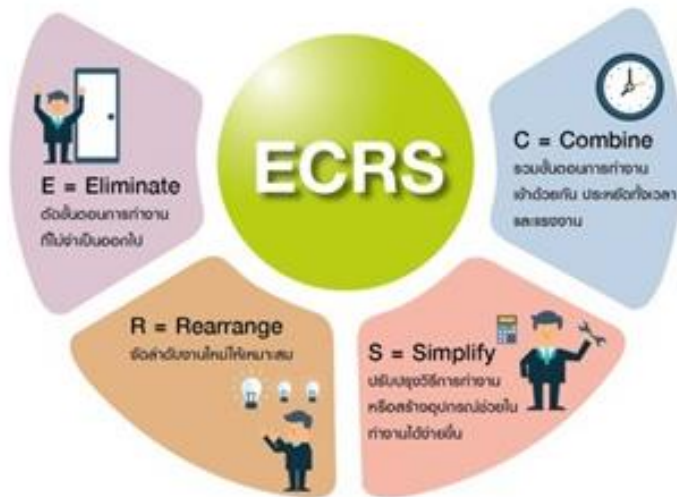 ECRS
E = Eliminate
ตัดขั้นตอนการทำงาน
ที่ไม่จำเป็นออกไป
C = Combine
รวมขั้นตอนการทำงาน
เข้าด้วยกัน ประหยัดทั้งเวลา
และแรงงาน
R = Rearrange
จัดลำดับงานใหม่ให้เหมาะสม
S = Simplify
ปรับปรุงวิธีการทำงาน
หรือสร้างอุปกรณ์ช่วยใน
ทำงานได้ง่ายขึ้น